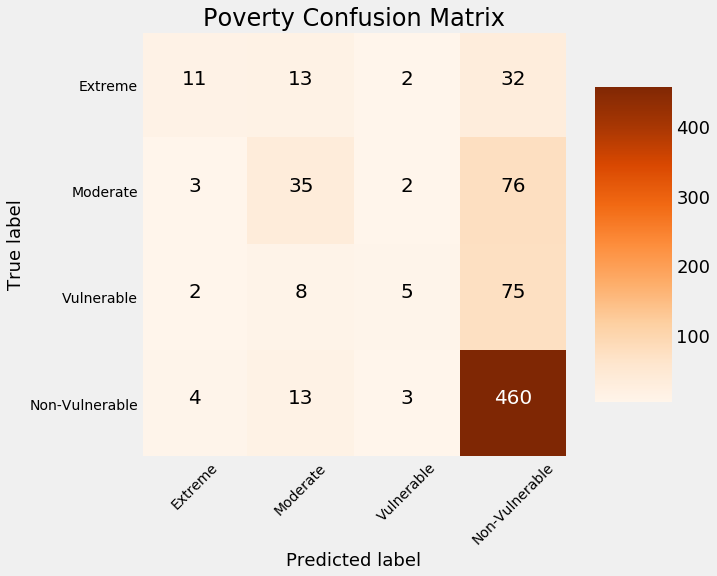 Poverty Confusion Matrix
True label
Extreme 11 13 2 32
Moderate 3 35 2 76
Vulnerable 2 8 5 75
Non-Vulnerable 4 13 3 460
Extreme Moderate Vulnerable Non-Vulnerable
Predicted label
400
300
200
100